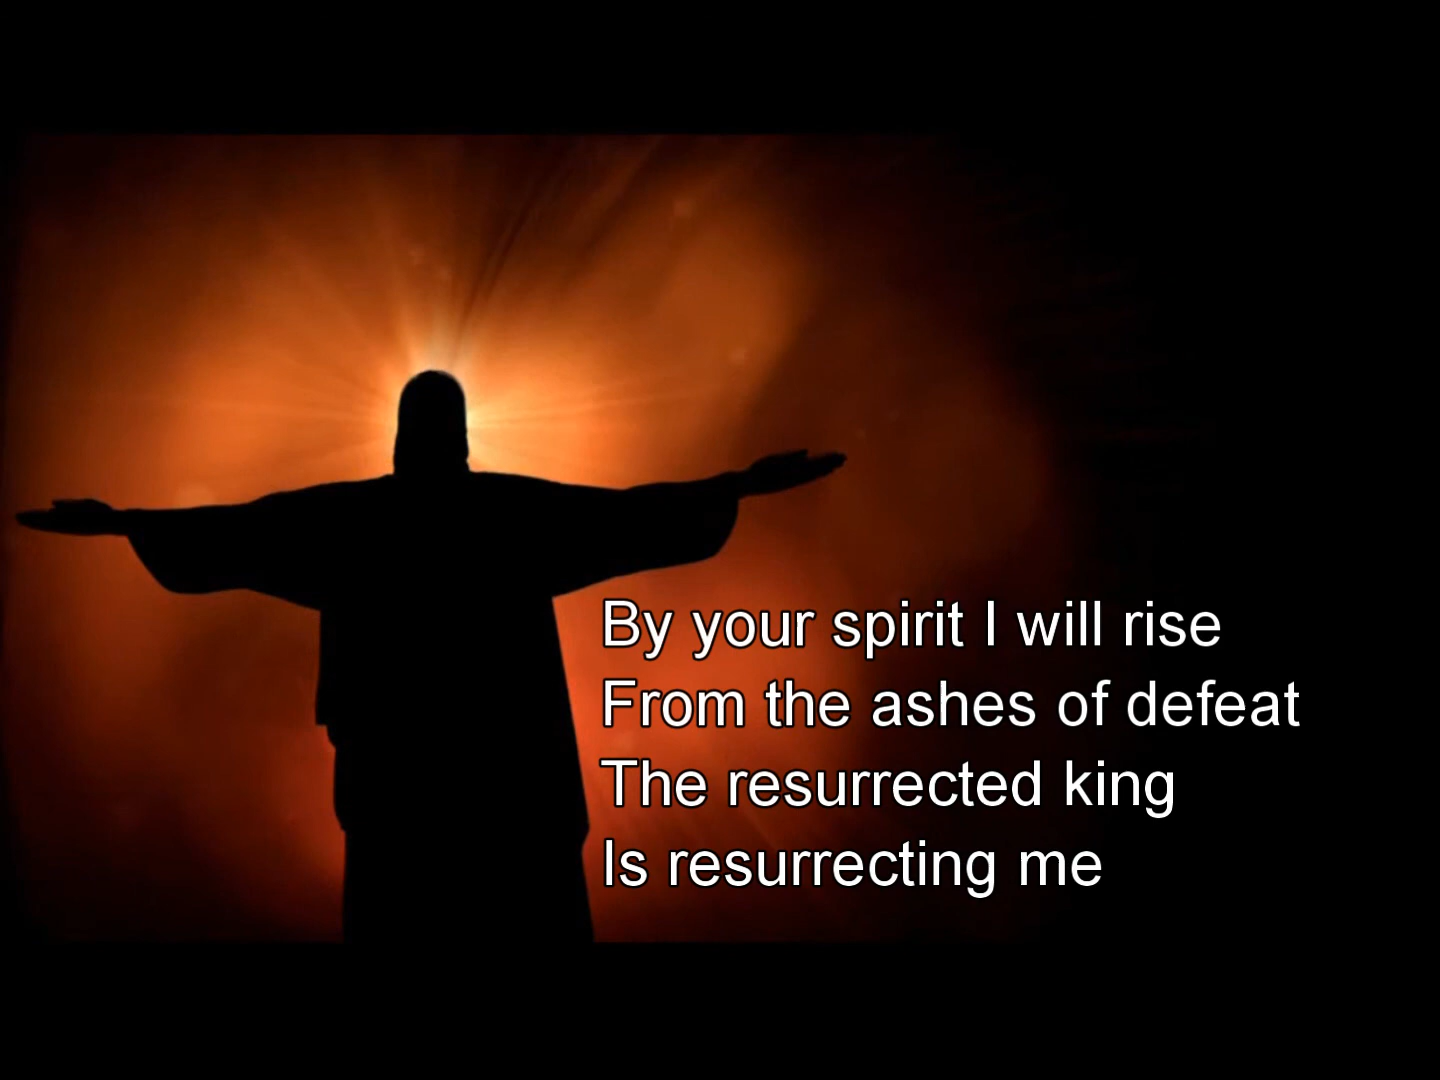 By your spirit I will rise
From the ashes of defeat
The resurrected king
Is resurrecting me